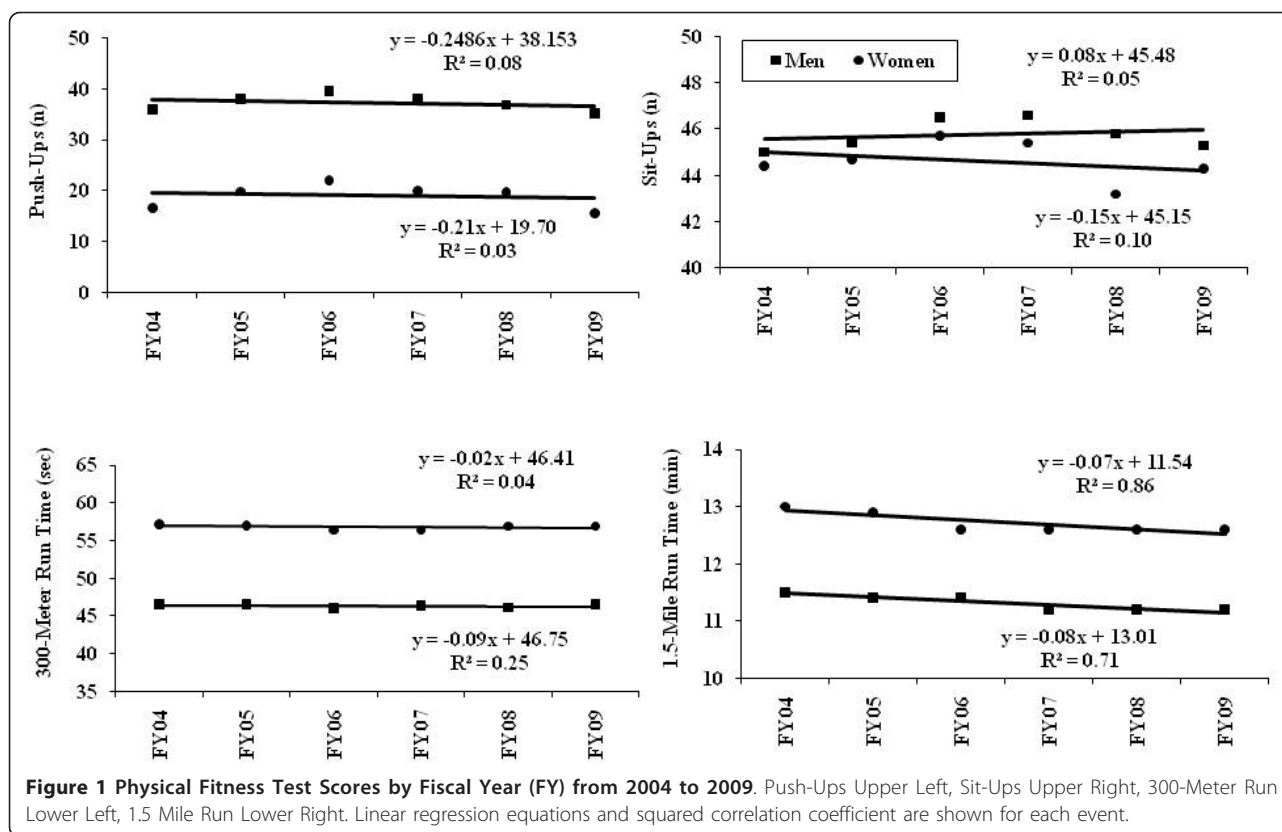 50
40
30
20
10
0
Push-Ups (n)
y = -0.2486x + 38.153
R² = 0.08
y = -0.21x + 19.70
R² = 0.03
FY04
FY05
FY06
FY07
FY08
FY09
50
48
46
44
42
40
Sit-Ups (n)
Men Women
y = 0.08x + 45.48
R² = 0.05
y = -0.15x + 45.15
R² = 0.10
FY04
FY05
FY06
FY07
FY08
FY09
65
60
55
50
45
40
35
300-Meter Run Time (sec)
y = -0.02x + 46.41
R² = 0.04
y = -0.09x + 46.75
R² = 0.25
FY04
FY05
FY06
FY07
FY08
FY09
14
13
12
11
10
1.5-Mile Run Time (min)
y = -0.07x + 11.54
R² = 0.86
y = -0.08x + 13.01
R² = 0.71
FY04
FY05
FY06
FY07
FY08
FY09
Figure 1 Physical Fitness Test Scores by Fiscal Year (FY) from 2004 to 2009. Push-Ups Upper Left, Sit-Ups Upper Right, 300-Meter Run
Lower Left, 1.5 Mile Run Lower Right. Linear regression equations and squared correlation coefficient are shown for each event.